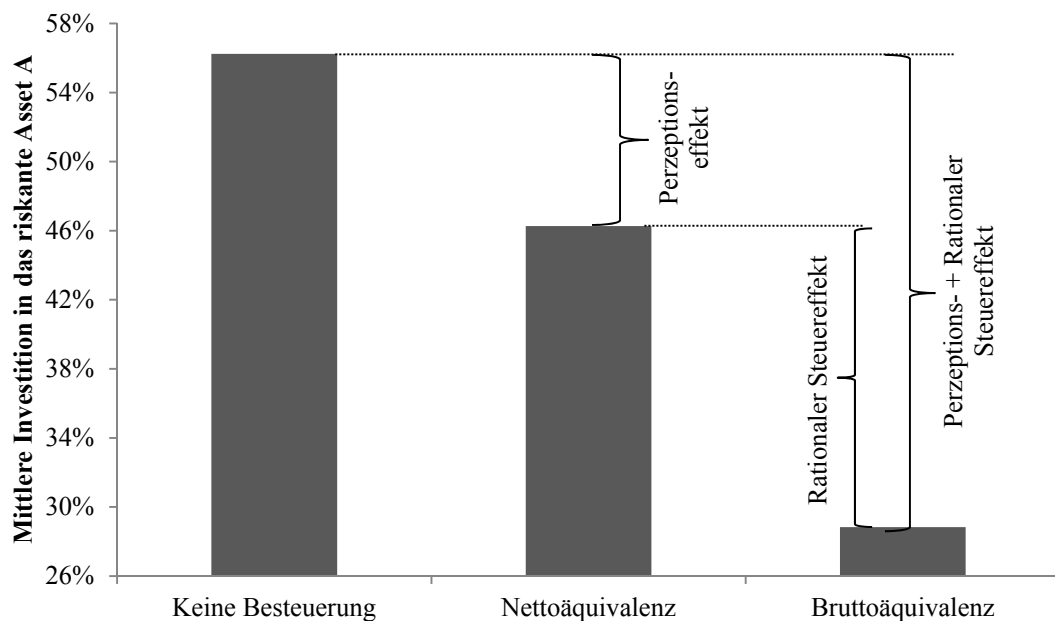 Mittlere Investition in das riskante Asset A
58%
54%
50%
46%
42%
38%
34%
30%
26%
Perzeptions-
effekt
Rationaler Steuereffekt
Perzeptions- + Rationaler
Steuereffekt
Keine Besteuerung
Nettoäquivalenz
Bruttoäquivalenz